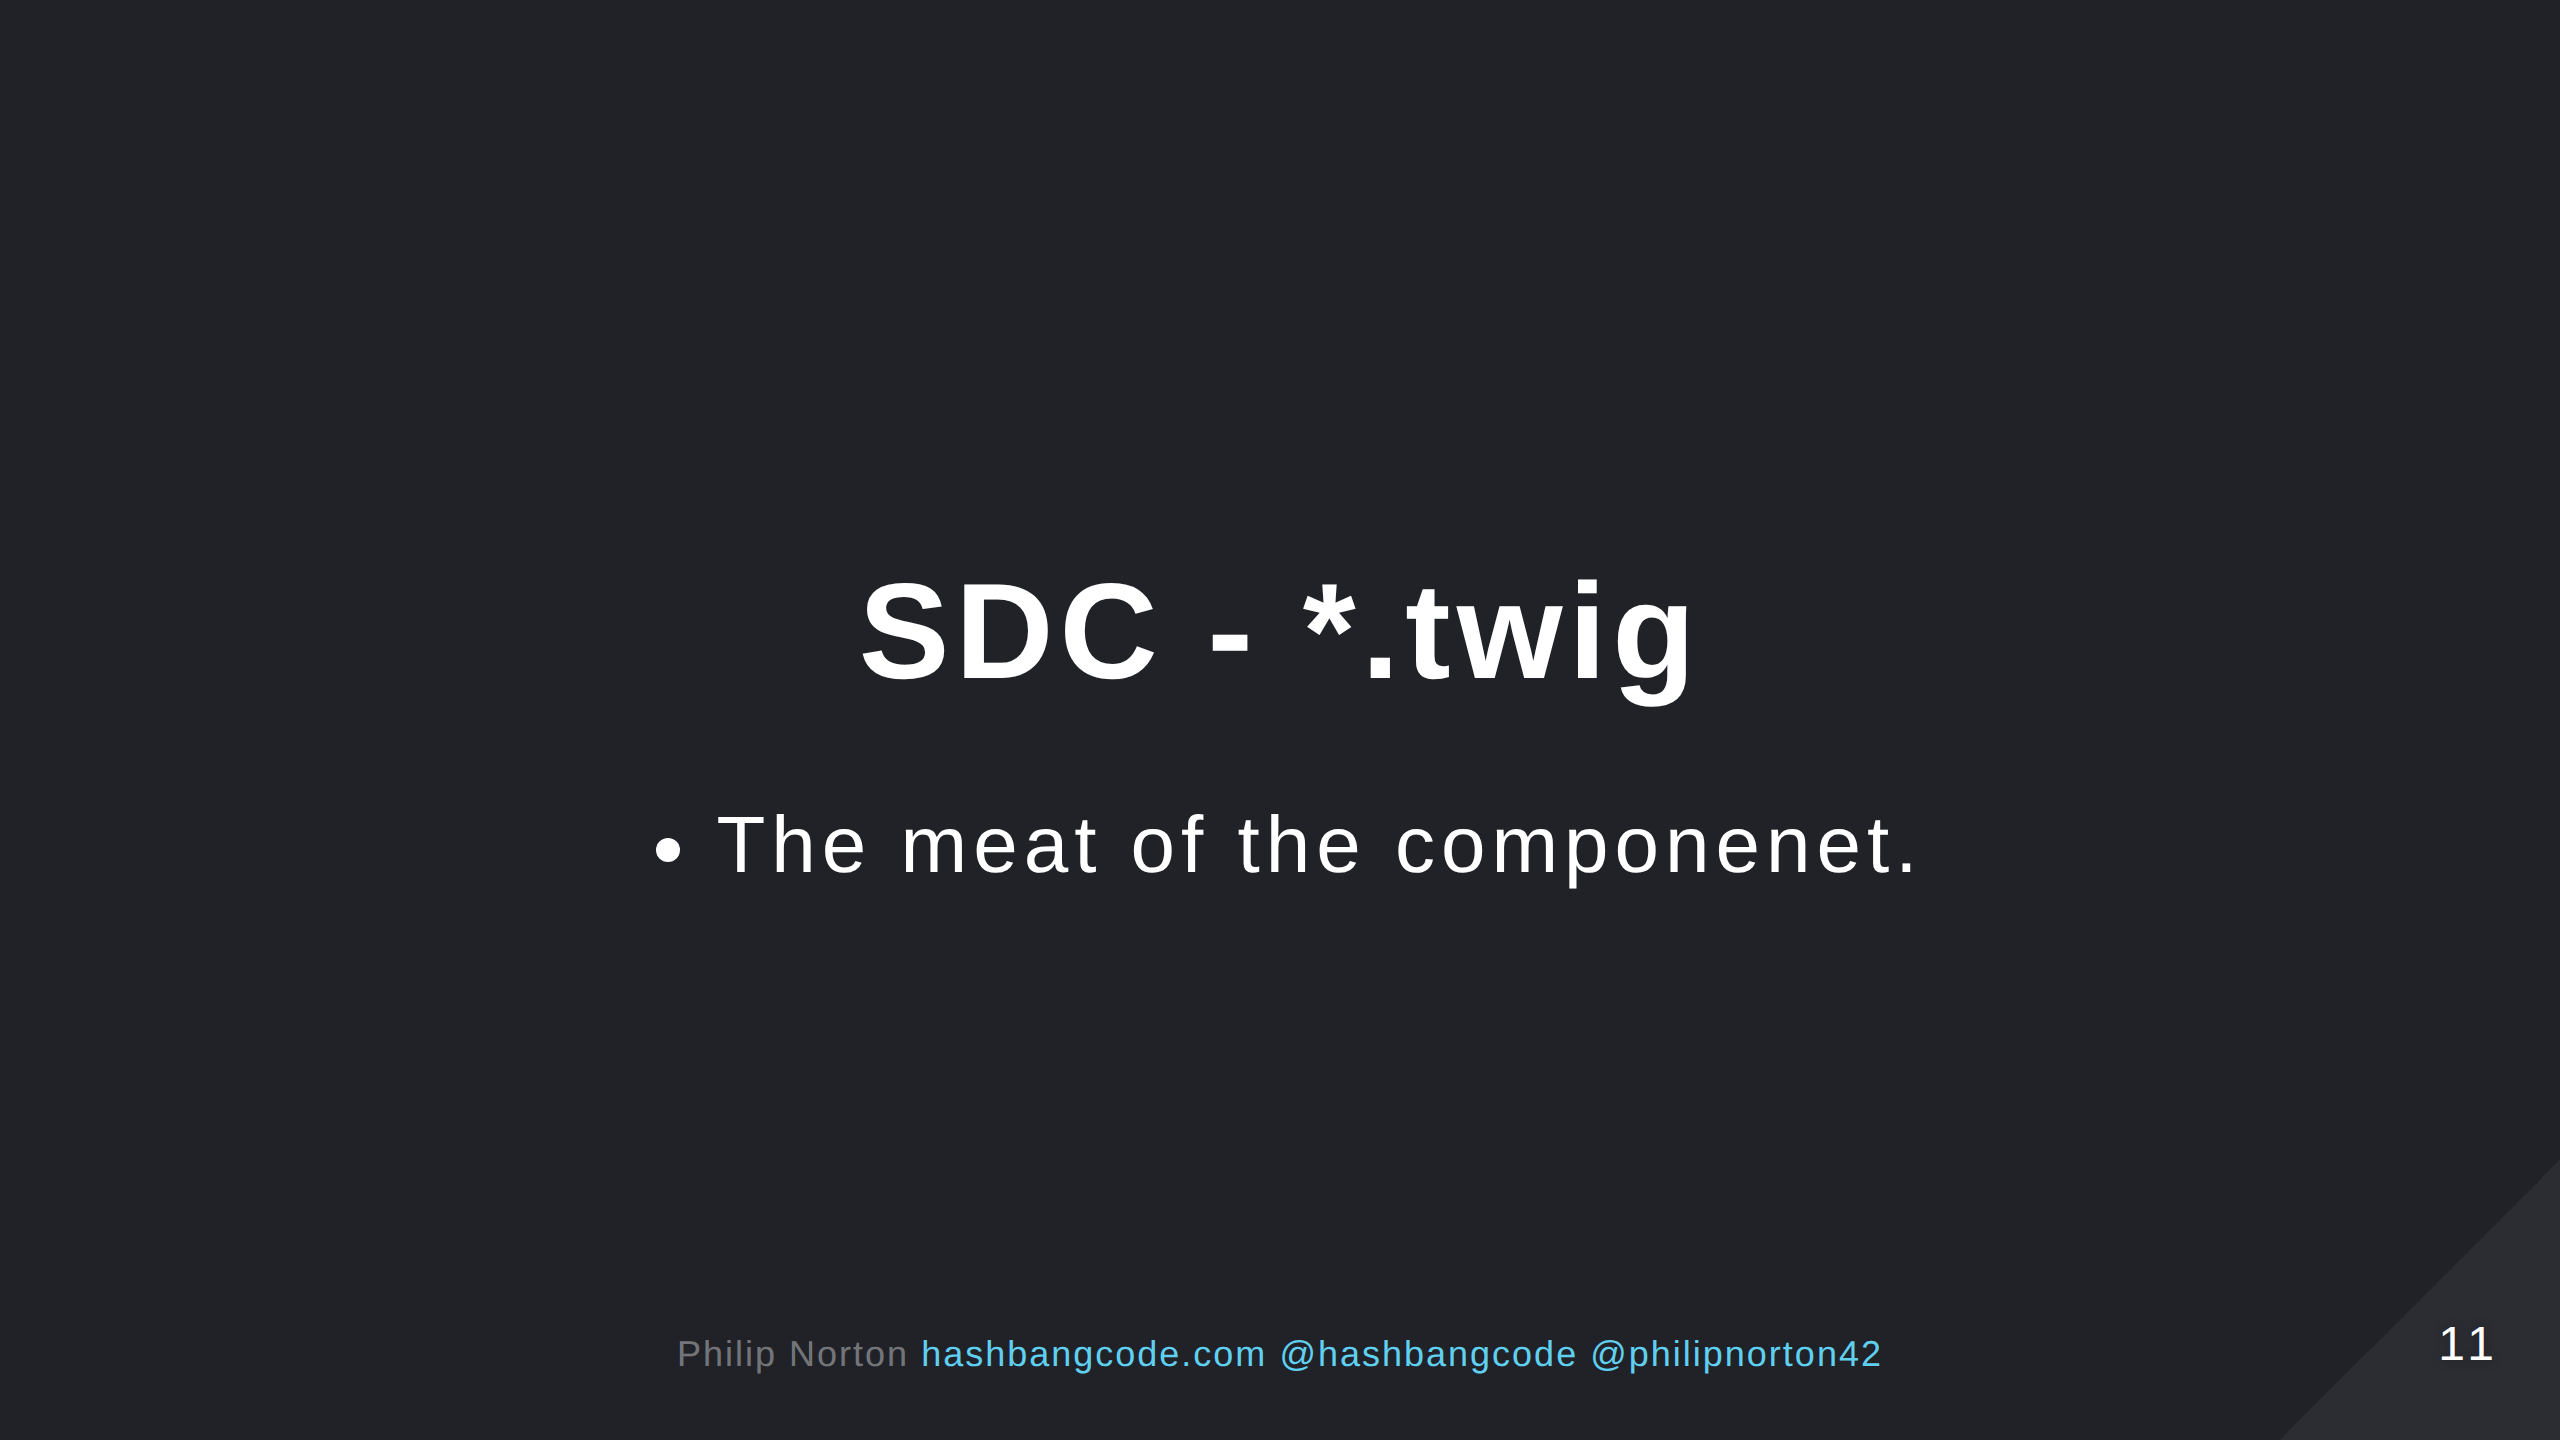 SDC - *.twig
• The meat of the componenet.
Philip Norton hashbangcode.com @hashbangcode @philipnorton42
11